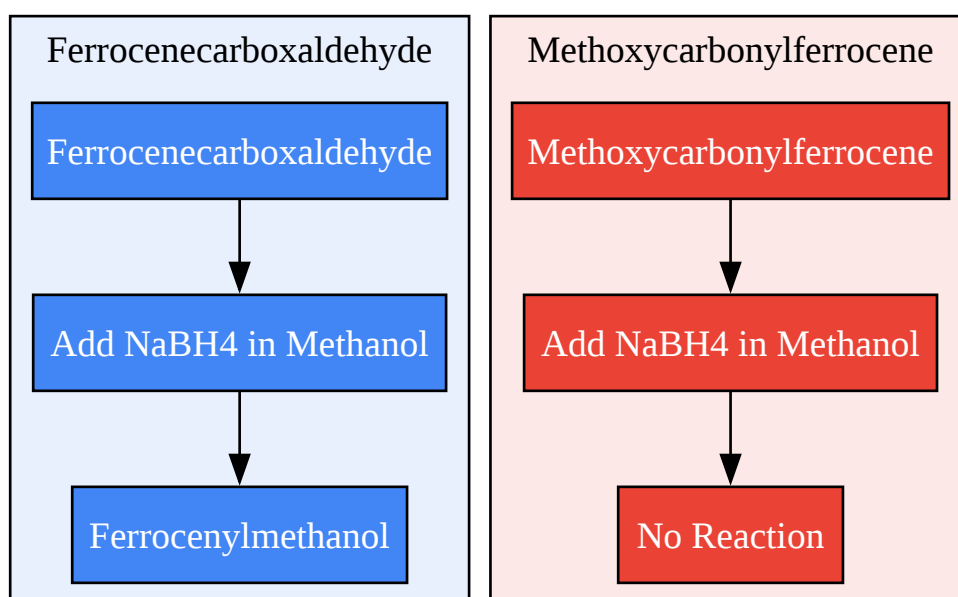 Ferrocenecarboxaldehyde
Ferrocenecarboxaldehyde
Add NaBH4 in Methanol
Ferrocenylmethanol
Methoxycarbonylferrocene
Methoxycarbonylferrocene
Add NaBH4 in Methanol
No Reaction